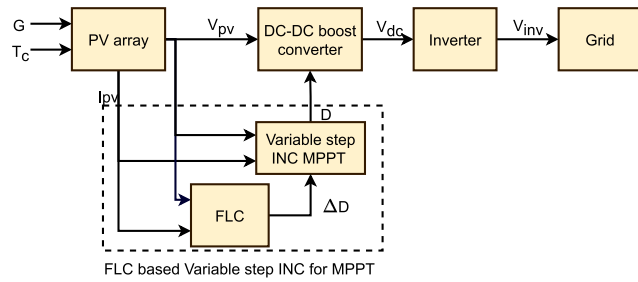 G
Tc
PV array
Vpv
DC-DC boost
converter
Vdc
Inverter
Vinv
Grid
Ipv
D
Variable step
INC MPPT
FLC
ΔD
FLC based Variable step INC for MPPT